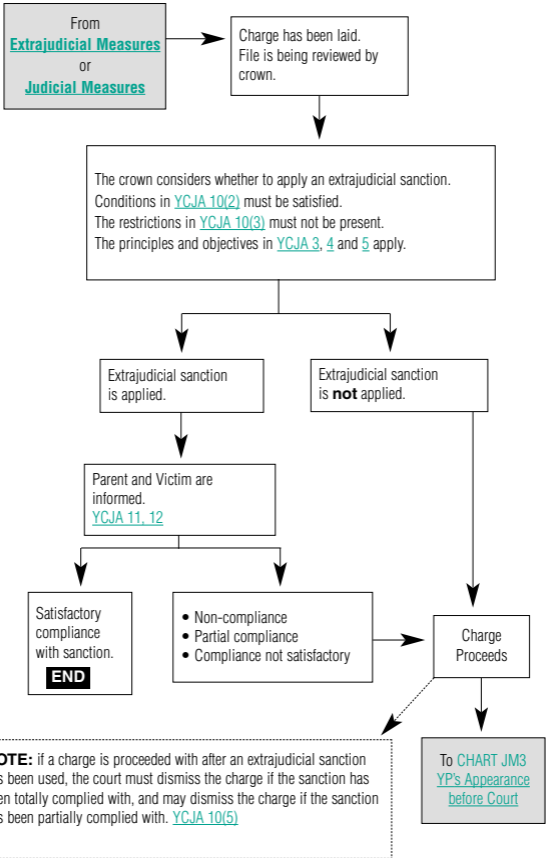 From
Extrajudicial Measures
or
Judicial Measures
Charge has been laid.
File is being reviewed by
crown.
The crown considers whether to apply an extrajudicial sanction.
Conditions in YCJA 10(2) must be satisfied.
The restrictions in YCJA 10(3) must not be present.
The principles and objectives in YCJA 3, 4 and 5 apply.
Extrajudicial sanction
is applied.
Extrajudicial sanction
is not applied.
Parent and Victim are
informed.
YCJA 11, 12
Satisfactory
compliance
with sanction.
END
• Non-compliance
• Partial compliance
• Compliance not satisfactory
Charge
Proceeds
OTE: if a charge is proceeded with after an extrajudicial sanction
s been used, the court must dismiss the charge if the sanction has
en totally complied with, and may dismiss the charge if the sanction
s been partially complied with. YCJA 10(5)
To CHART JM3
YP's Appearance
before Court